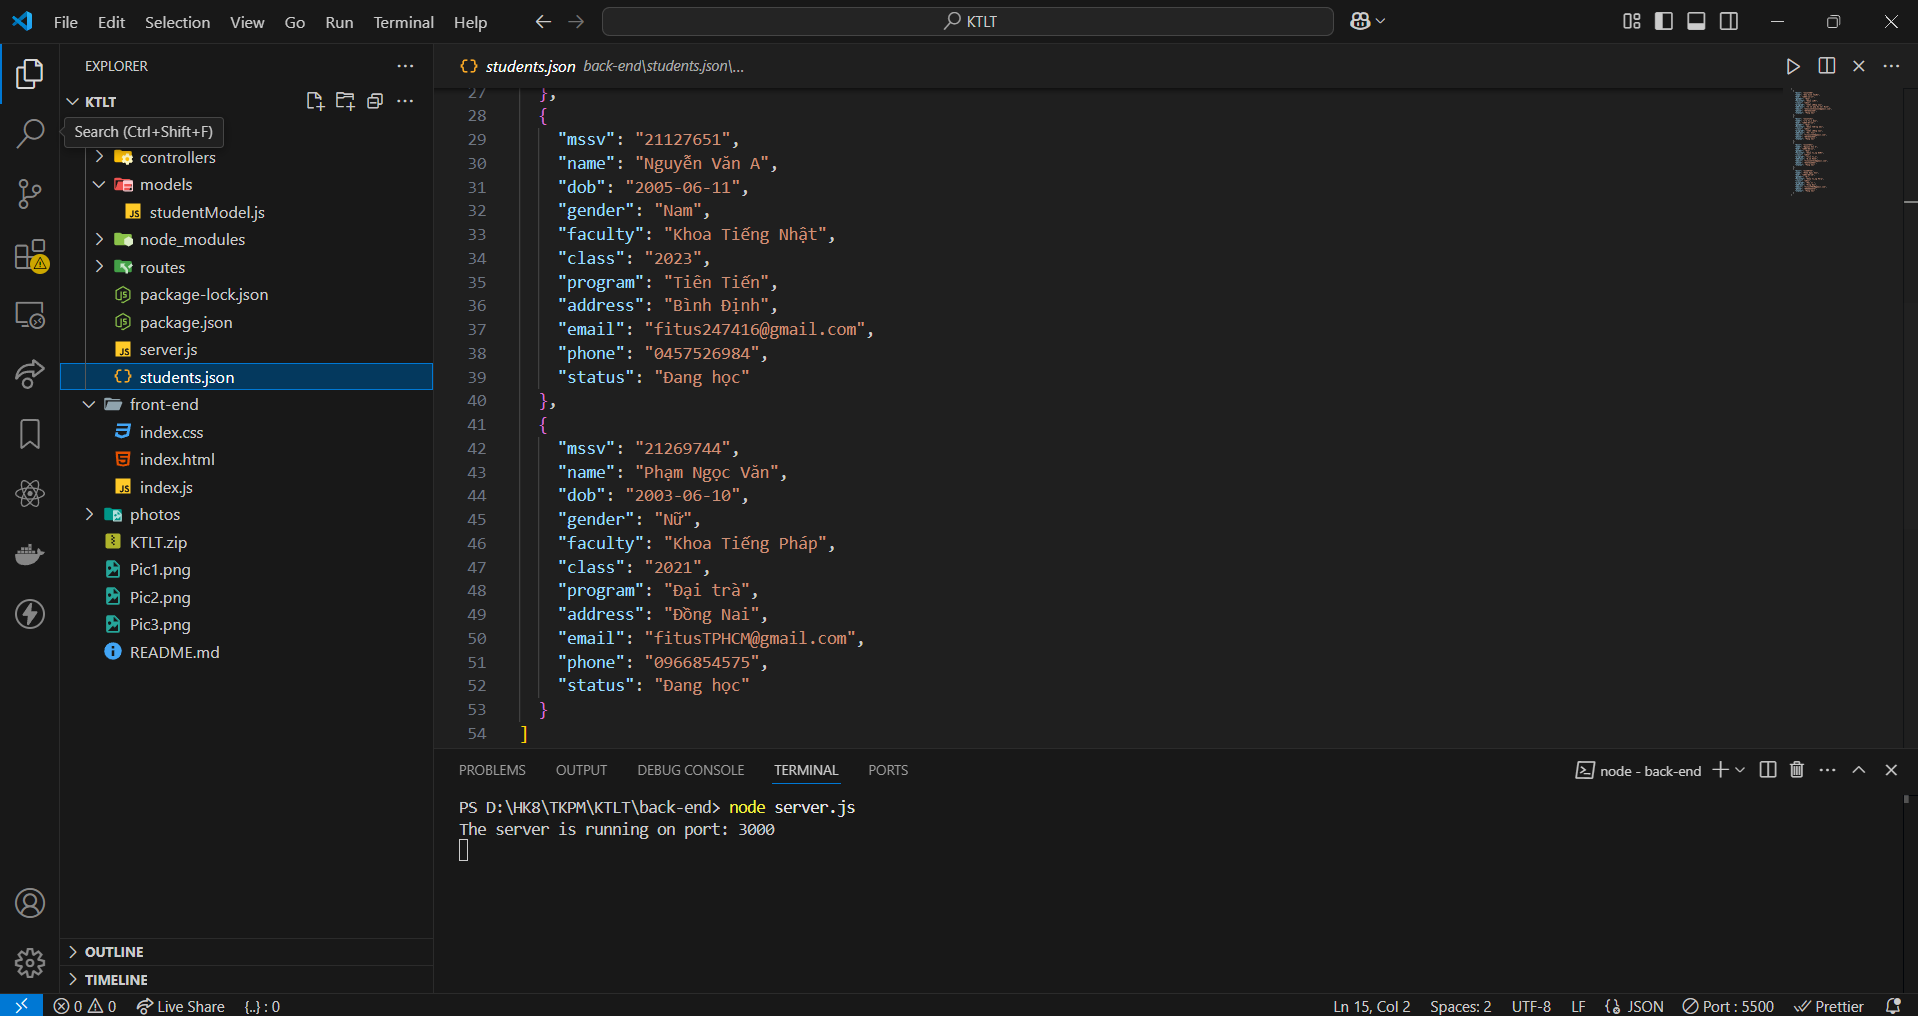 File Edit Selection View Go Run Terminal Help
KTLT
EXPLORER
KTLT
Search (Ctrl+Shift+F)
controllers
models
studentModel.js
node_modules
routes
package-lock.json
package.json
server.js
students.json
front-end
index.css
index.html
index.js
photos
KTLT.zip
Pic1.png
Pic2.png
Pic3.png
README.md
OUTLINE
TIMELINE
students.json back-end\students.json\...
27 },
28 {
29 "mssv": "21127651",
30 "name": "Nguyễn Văn A",
31 "dob": "2005-06-11",
32 "gender": "Nam",
33 "faculty": "Khoa Tiếng Nhật",
34 "class": "2023",
35 "program": "Tiên Tiến",
36 "address": "Bình Định",
37 "email": "fitus247416@gmail.com",
38 "phone": "0457526984",
39 "status": "Đang học"
40 },
41 {
42 "mssv": "21269744",
43 "name": "Phạm Ngọc Văn",
44 "dob": "2003-06-10",
45 "gender": "Nữ",
46 "faculty": "Khoa Tiếng Pháp",
47 "class": "2021",
48 "program": "Đại trà",
49 "address": "Đồng Nai",
50 "email": "fitusTPHCM@gmail.com",
51 "phone": "0966854575",
52 "status": "Đang học"
53 }
54 ]
PROBLEMS OUTPUT DEBUG CONSOLE TERMINAL PORTS
node - back-end
PS D:\HK8\TKPM\KTLT\back-end> node server.js
The server is running on port: 3000
0 0 Live Share {..} : 0
Ln 15, Col 2 Spaces: 2 UTF-8 LF JSON Port : 5500 Prettier